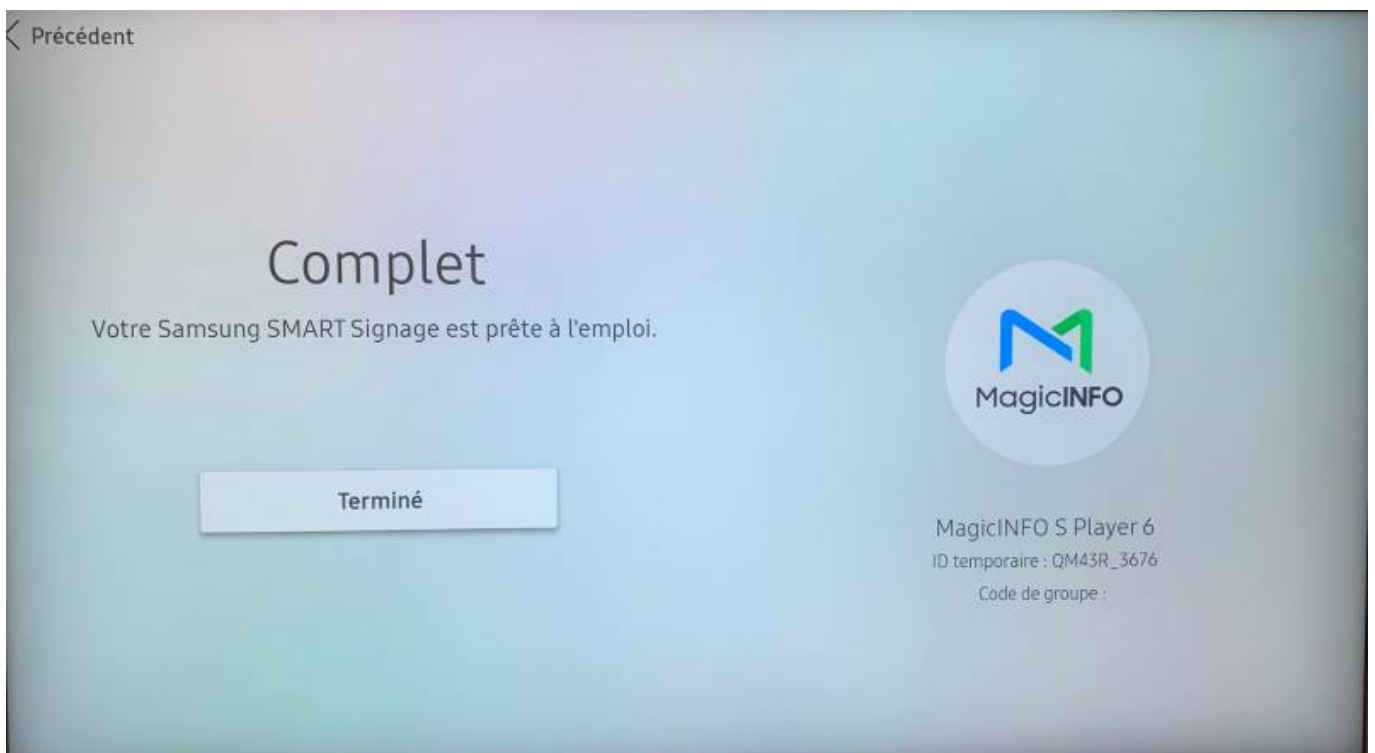 Précédent
Complet
Votre Samsung SMART Signage est prête à l'emploi.
Terminé
MagicINFO
MagicINFO S Player 6
ID temporaire : QM43R_3676
Code de groupe :